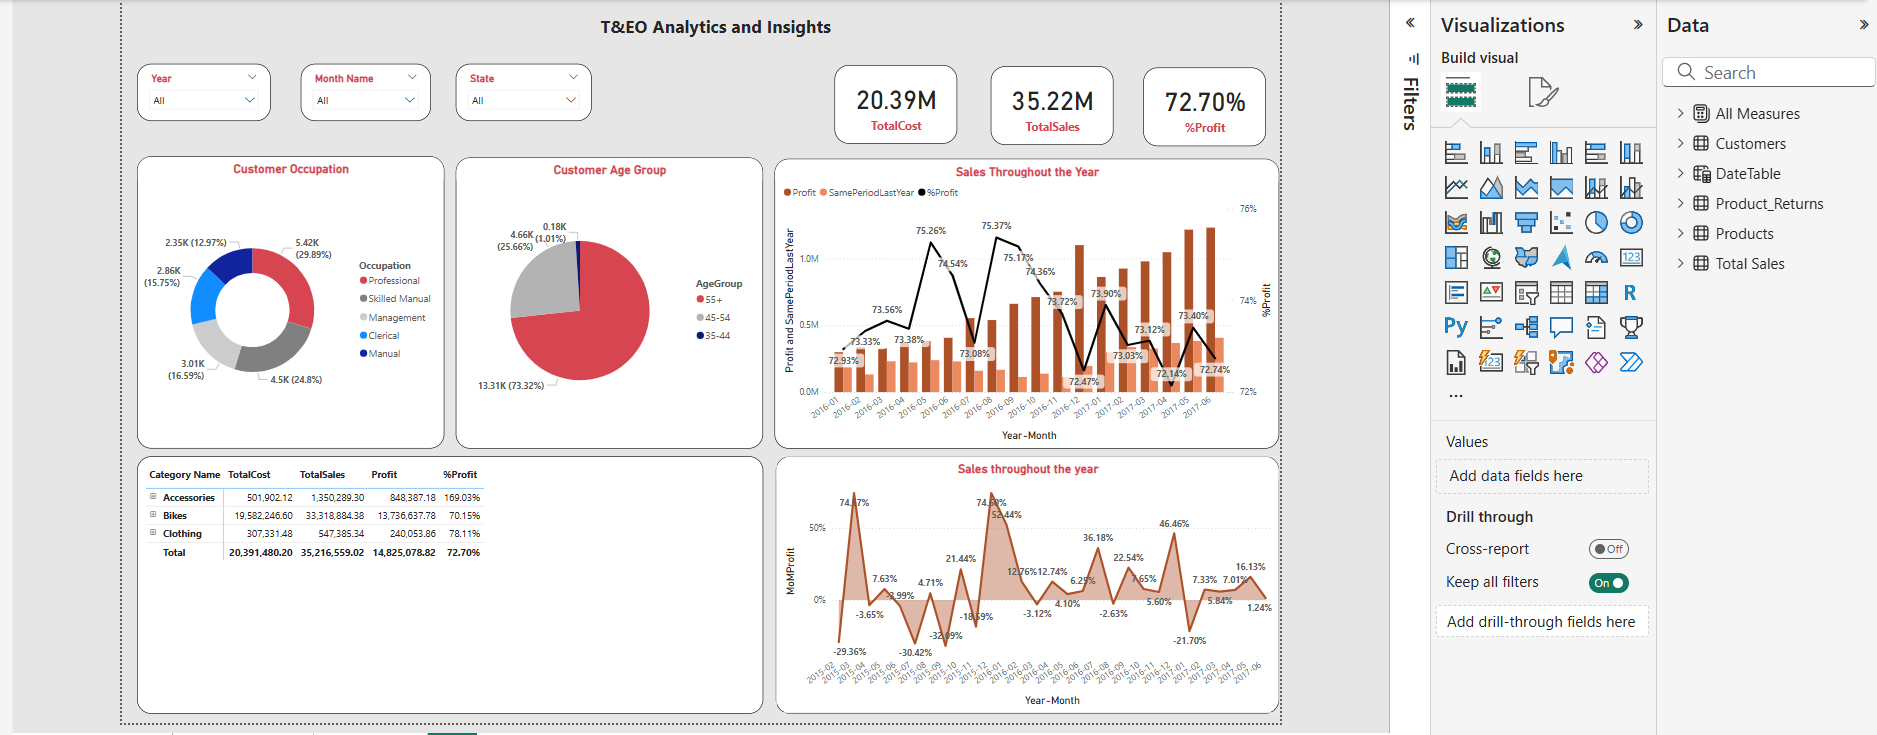 T&EO Analytics and Insights
Year
All
Month Name
All
State
All
20.39M
TotalCost
35.22M
TotalSales
72.70%
%Profit
Customer Occupation
2.35K (12.97%)
5.42K
(29.89%)
2.86K
(15.75%)
3.01K
(16.59%)
4.5K (24.8%)
Occupation
Professional
Skilled Manual
Management
Clerical
Manual
Customer Age Group
0.18K
(1.01%)
4.66K
(25.66%)
13.31K (73.32%)
AgeGroup
55+
45-54
35-44
Sales Throughout the Year
Profit SamePeriodLastYear %Profit
Profit and SamePeriodLastYear
1.0M
0.5M
0.0M
76%
74%
72%
%Profit
72.93%
73.33%
73.56%
73.38%
75.26%
74.54%
73.08%
75.37%
75.17%
74.36%
73.72%
72.47%
73.90%
73.03%
73.12%
72.14%
73.40%
72.74%
2016-01
2016-02
2016-03
2016-04
2016-05
2016-06
2016-07
2016-08
2016-09
2016-10
2016-11
2016-12
2017-01
2017-02
2017-03
2017-04
2017-05
2017-06
Year-Month
Category Name TotalCost TotalSales Profit %Profit
Accessories 501,902.12 1,350,289.30 848,387.18 169.03%
Bikes 19,582,246.60 33,318,884.38 13,736,637.78 70.15%
Clothing 307,331.48 547,385.34 240,053.86 78.11%
Total 20,391,480.20 35,216,559.02 14,825,078.82 72.70%
Sales throughout the year
MoMProfit
50%
0%
-29.36%
-3.65%
7.63%
-3.99%
-30.42%
4.71%
21.44%
52.44%
12.76%
-3.12%
12.74%
4.10%
6.25%
36.18%
-2.63%
22.54%
7.65%
5.60%
46.46%
-21.70%
7.33%
5.84%
7.01%
16.13%
1.24%
2015-02
2015-03
2015-04
2015-05
2015-06
2015-07
2015-08
2015-09
2015-10
2015-11
2015-12
2016-01
2016-02
2016-03
2016-04
2016-05
2016-06
2016-07
2016-08
2016-09
2016-10
2016-11
2016-12
2017-01
2017-02
2017-03
2017-04
2017-05
2017-06
Year-Month
Filters
Visualizations
Build visual
123
R
Py
123
Values
Add data fields here
Drill through
Cross-report
Off
Keep all filters
On
Add drill-through fields here
Data
Search
All Measures
Customers
DateTable
Product_Returns
Products
Total Sales